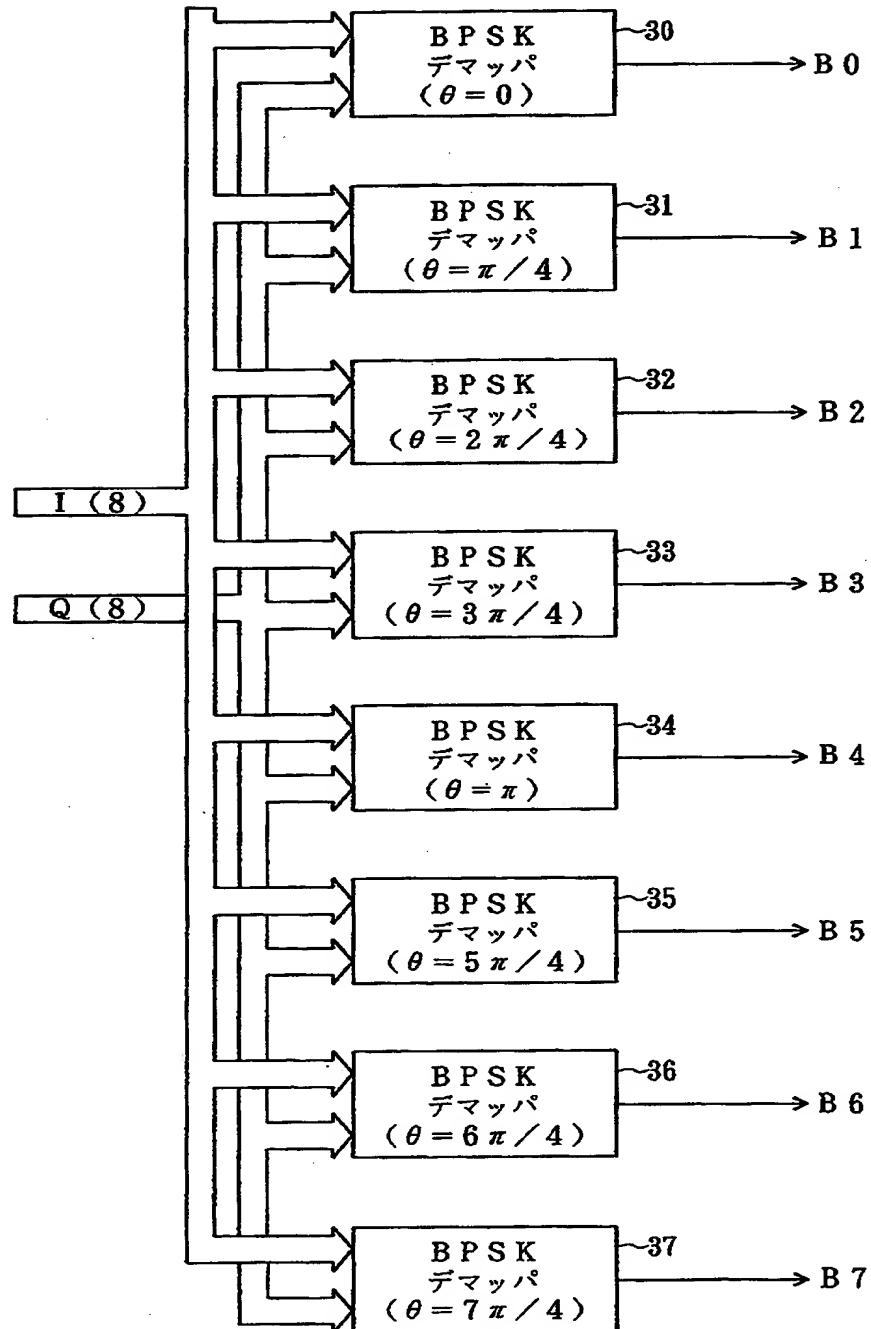 BPSK
デマッパ
(θ=0)
30
B0
BPSK
デマッパ
(θ=π/4)
31
B1
BPSK
デマッパ
(θ=2π/4)
32
B2
I (8)
BPSK
デマッパ
(θ=3π/4)
33
B3
Q (8)
BPSK
デマッパ
(θ=π)
34
B4
BPSK
デマッパ
(θ=5π/4)
35
B5
BPSK
デマッパ
(θ=6π/4)
36
B6
BPSK
デマッパ
(θ=7π/4)
37
B7